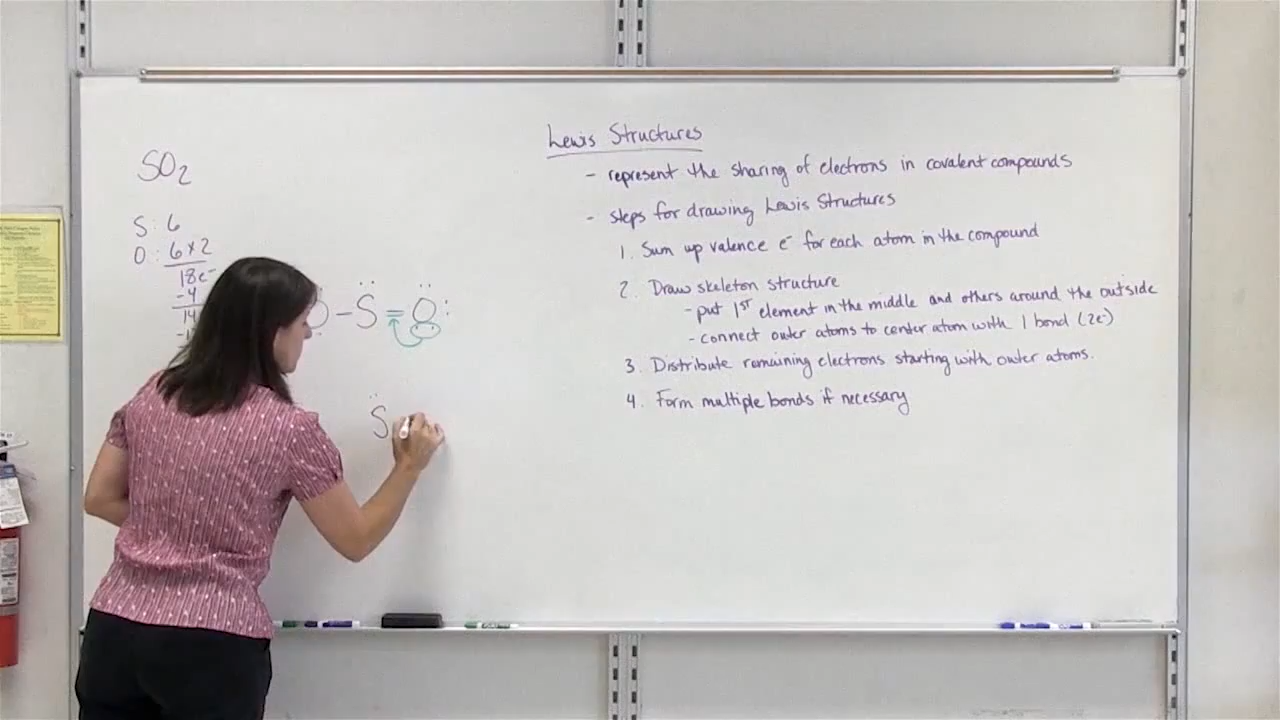 SO2
S: 6
O: 6x2
18e-
-4
14
O-S=O:
S
Lewis Structures
- represent the sharing of electrons in covalent compounds
- steps for drawing Lewis Structures
1. Sum up valence e- for each atom in the compound
2. Draw skeleton structure
- put 1ST element in the middle and others around the outside
- connect outer atoms to center atom with 1 bond (2e-)
3. Distribute remaining electrons starting with outer atoms.
4. Form multiple bonds if necessary